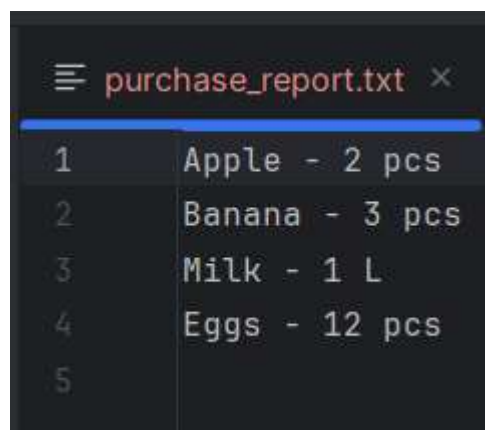 purchase_report.txt ×
1 Apple - 2 pcs
2 Banana - 3 pcs
3 Milk - 1 L
4 Eggs - 12 pcs
5